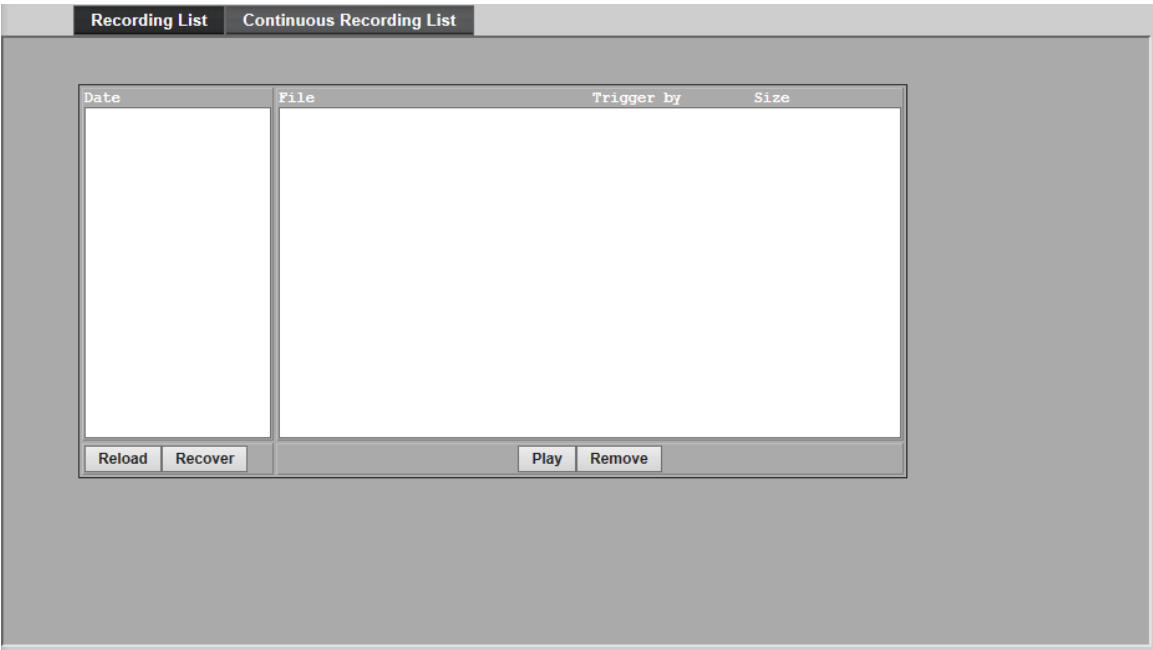 Recording List Continuous Recording List
Date File Trigger by Size
Reload Recover Play Remove